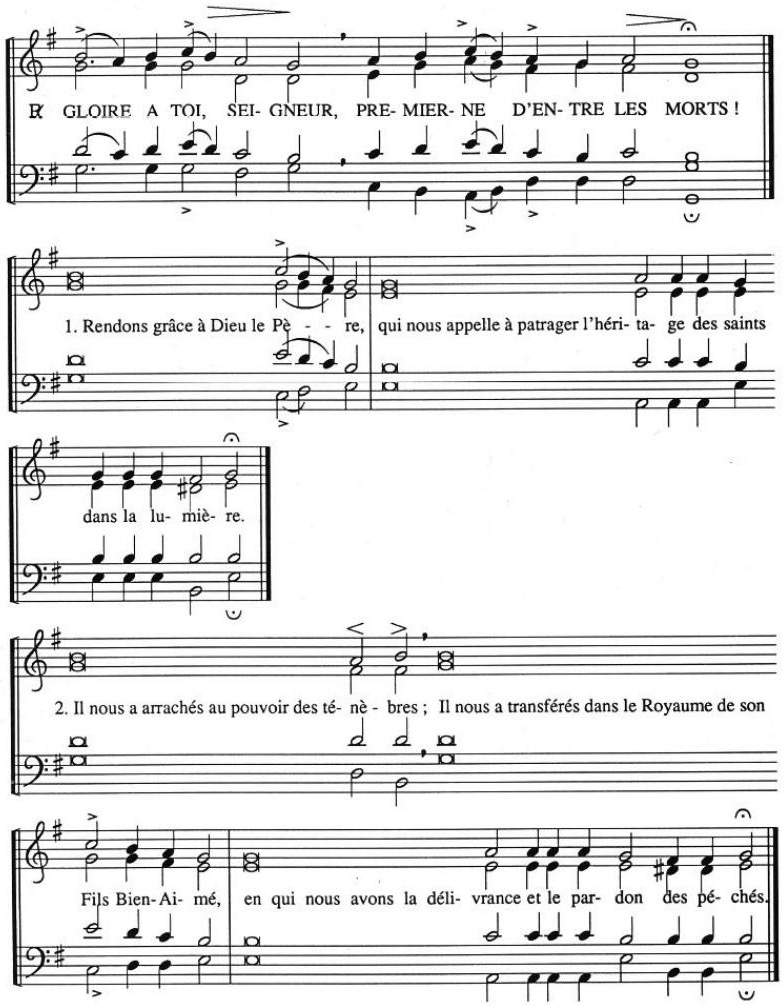 ℟ GLOIRE A TOI, SEI- GNEUR, PRE- MIER- NE D'EN- TRE LES MORTS !
1. Rendons grâce à Dieu le Pè - - re, qui nous appelle à patrager l'héri- ta- ge des saints
dans la lu- miè- re.
2. Il nous a arrachés au pouvoir des té- nè - bres ; Il nous a transférés dans le Royaume de son
Fils Bien- Ai- mé, en qui nous avons la déli- vrance et le par- don des pé- chés.